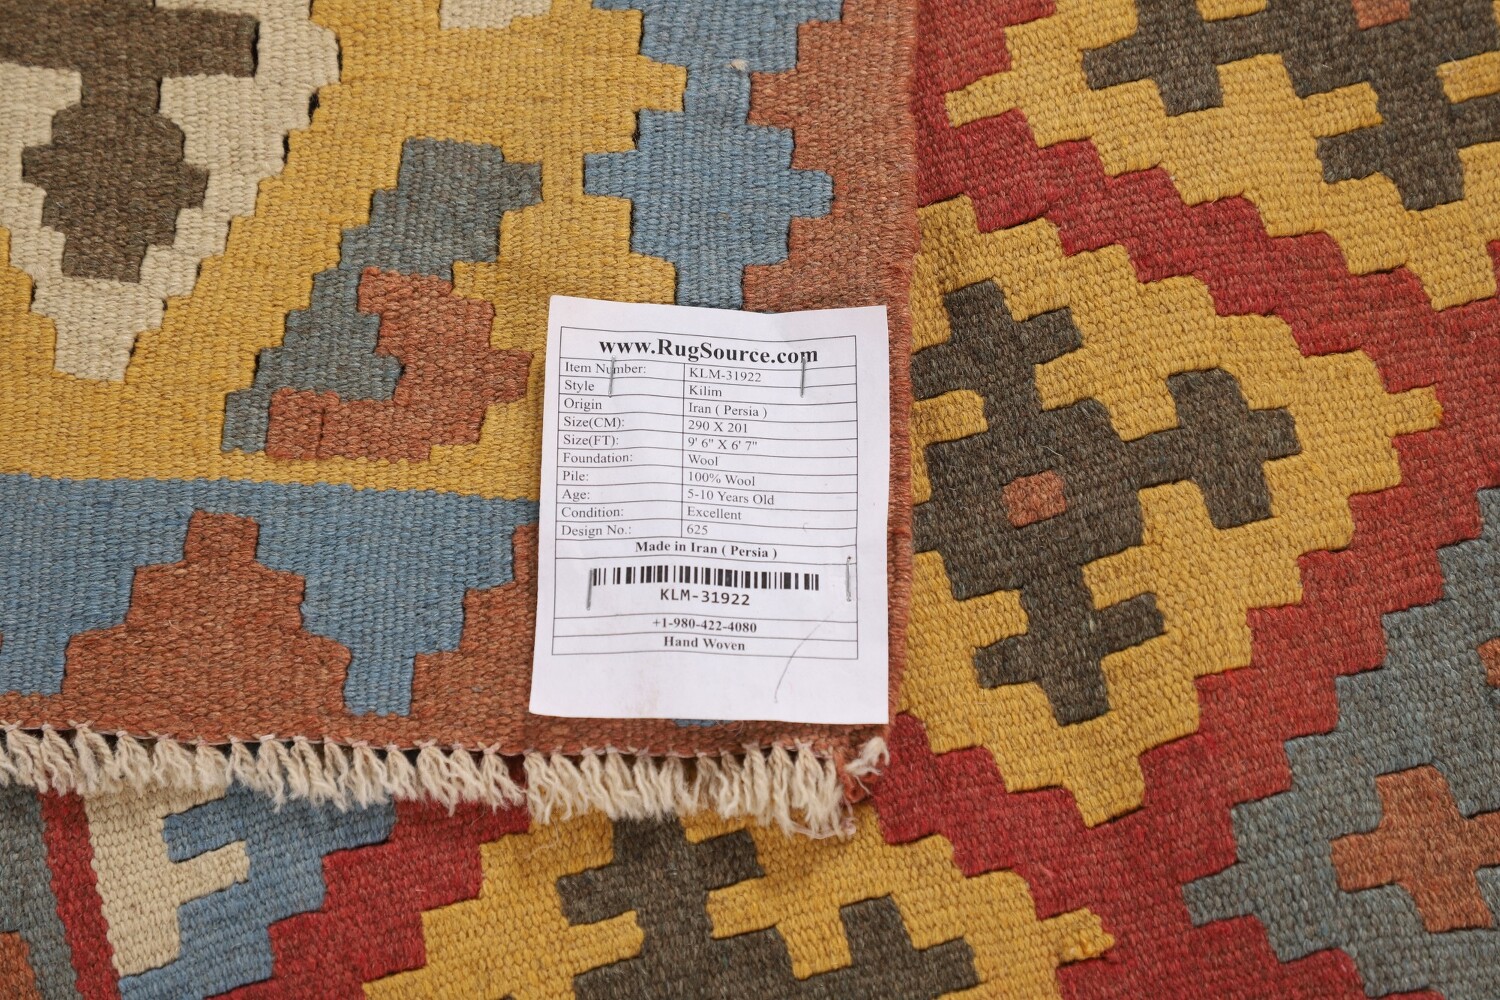 www.RugSource.com
Item Number: KLM-31922
Style Kilim
Origin Iran ( Persia )
Size(CM): 290 X 201
Size(FT): 9' 6" X 6' 7"
Foundation: Wool
Pile: 100% Wool
Age: 5-10 Years Old
Condition: Excellent
Design No.: 625
Made in Iran ( Persia )
KLM-31922
+1-980-422-4080
Hand Woven